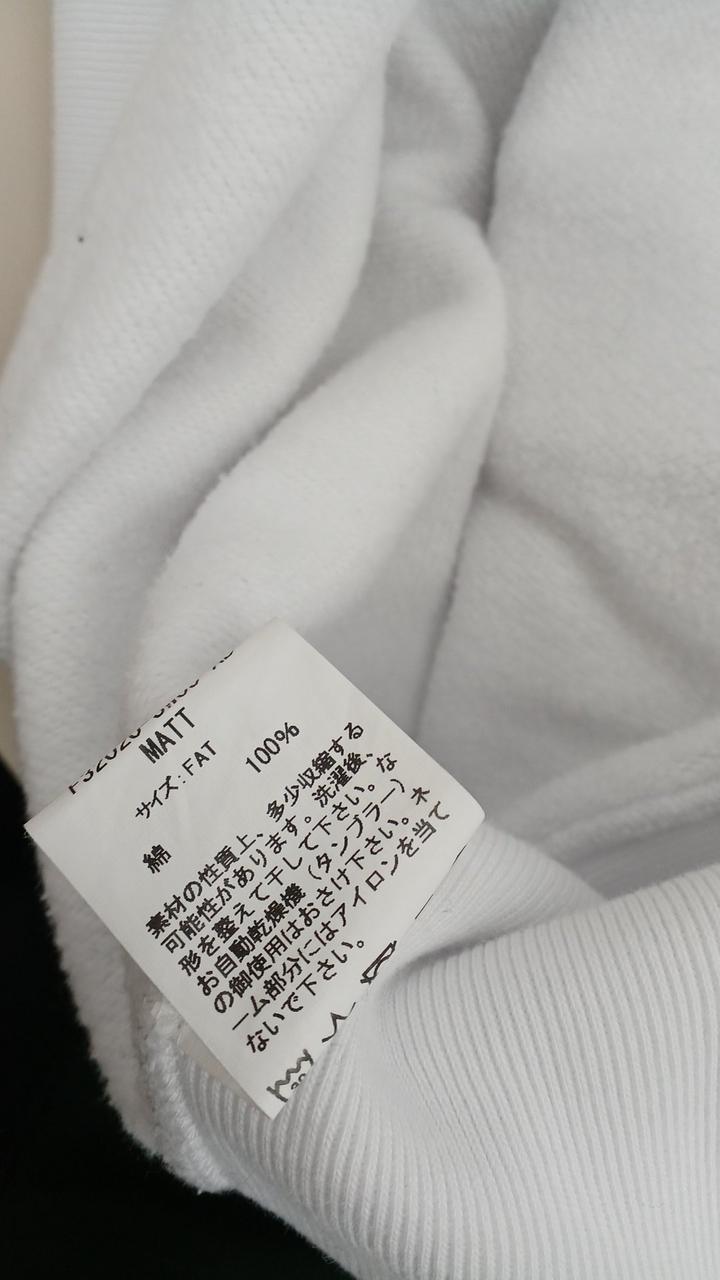 MATT
サイズ:FAT
綿 100%
素材の性質上、多少収縮する
可能性があります。洗濯後、
形を整えて干して下さい。な
お自動乾燥機(タンブラー)
の御使用はおさけ下さい。ネ
ーム部分にはアイロンを当て
ないで下さい。